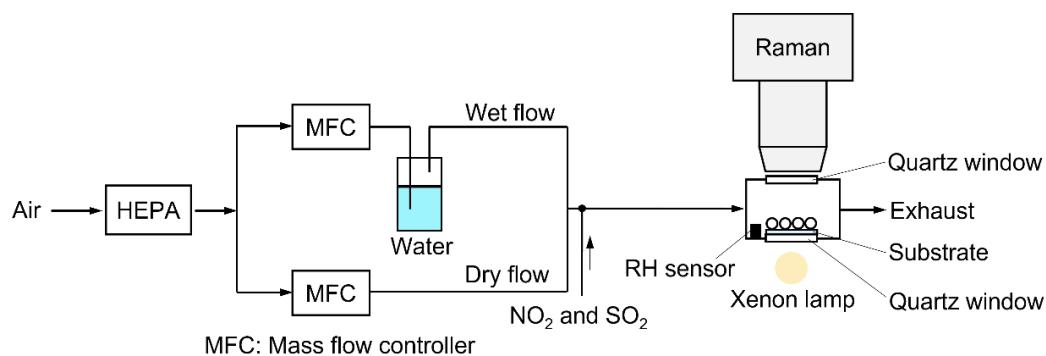 Raman
MFC
Wet flow
Quartz window
Air
HEPA
Exhaust
Water
Substrate
RH sensor
Dry flow
MFC
NO₂ and SO₂
Xenon lamp
Quartz window
MFC: Mass flow controller